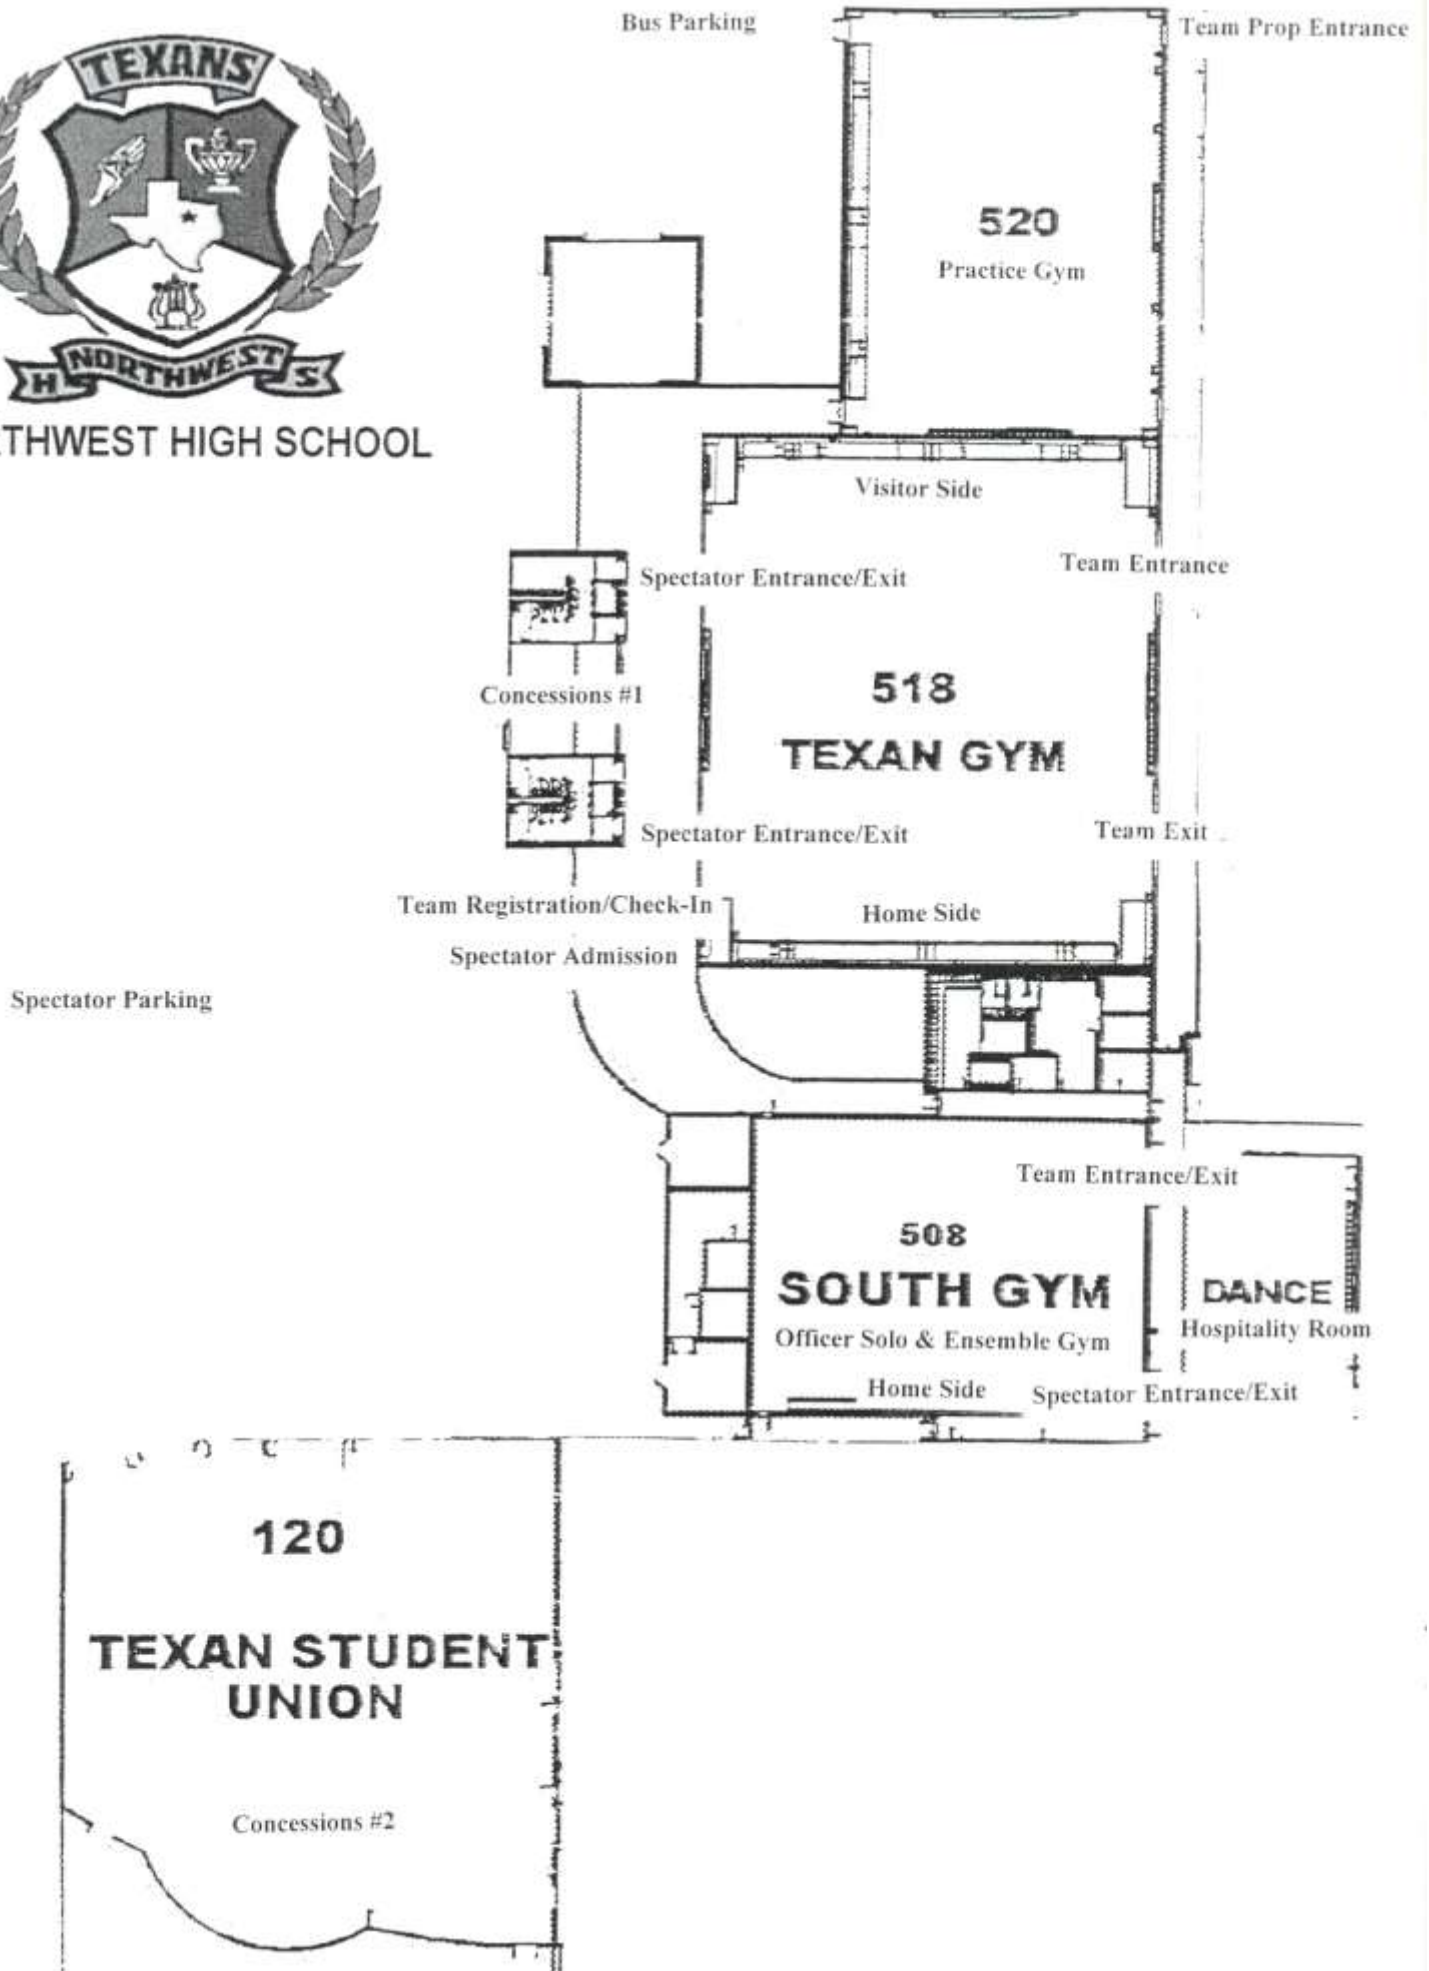 Bus Parking
Team Prop Entrance
TEXANS
520
Practice Gym
H NORTHWEST S
THWEST HIGH SCHOOL
Visitor Side
Spectator Entrance/Exit
Team Entrance
518
Concessions #1
TEXAN GYM
Spectator Entrance/Exit
Team Exit
Team Registration/Check-In
Home Side
Spectator Admission
Spectator Parking
Team Entrance/Exit
508
SOUTH GYM
DANCE
Hospitality Room
Officer Solo & Ensemble Gym
Home Side
Spectator Entrance/Exit
120
TEXAN STUDENT
UNION
Concessions #2